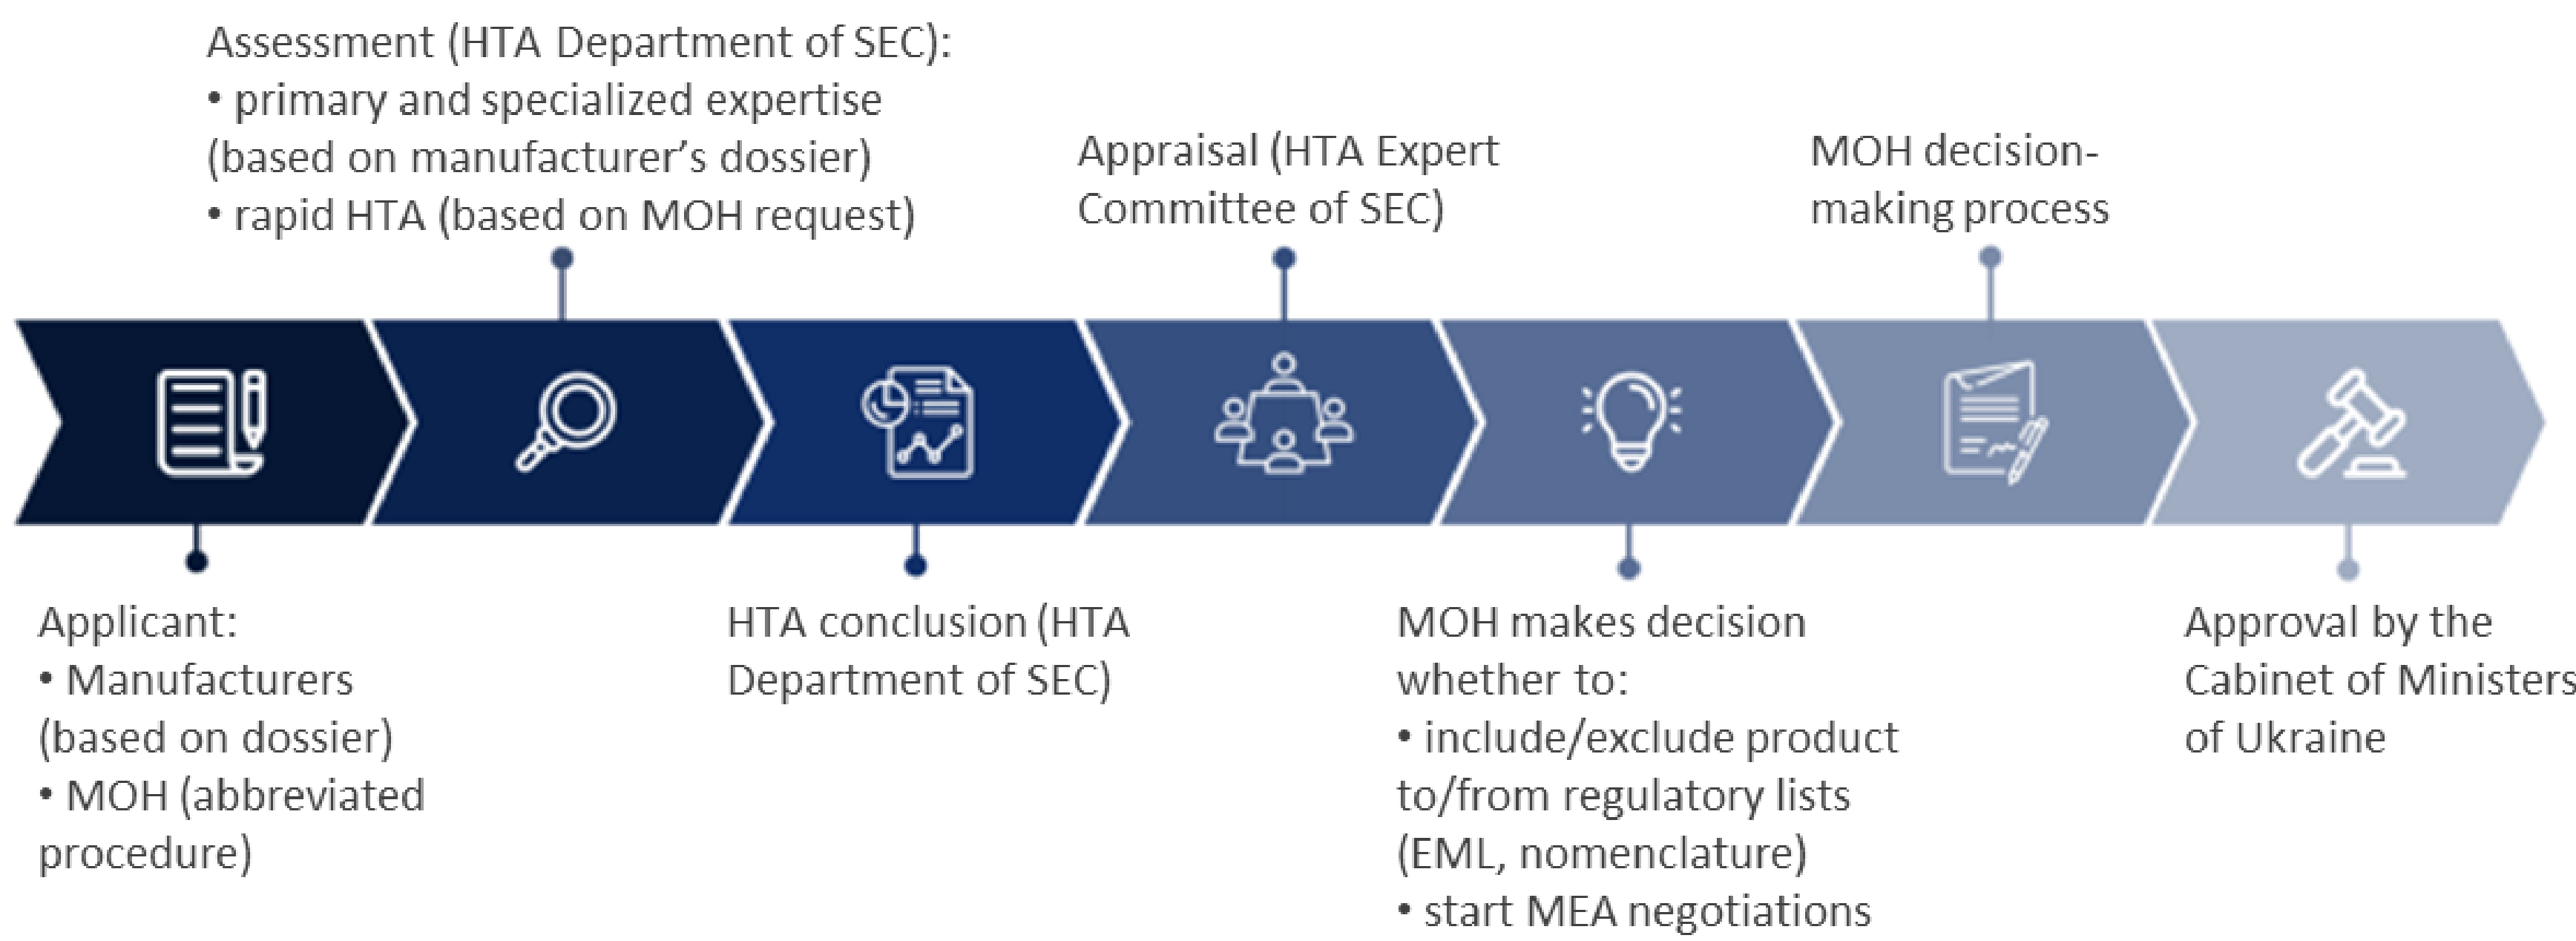 Assessment (HTA Department of SEC):
• primary and specialized expertise
(based on manufacturer’s dossier)
• rapid HTA (based on MOH request)
Appraisal (HTA Expert
Committee of SEC)
MOH decision-
making process
Applicant:
• Manufacturers
(based on dossier)
• MOH (abbreviated
procedure)
HTA conclusion (HTA
Department of SEC)
MOH makes decision
whether to:
• include/exclude product
to/from regulatory lists
(EML, nomenclature)
• start MEA negotiations
Approval by the
Cabinet of Ministers
of Ukraine